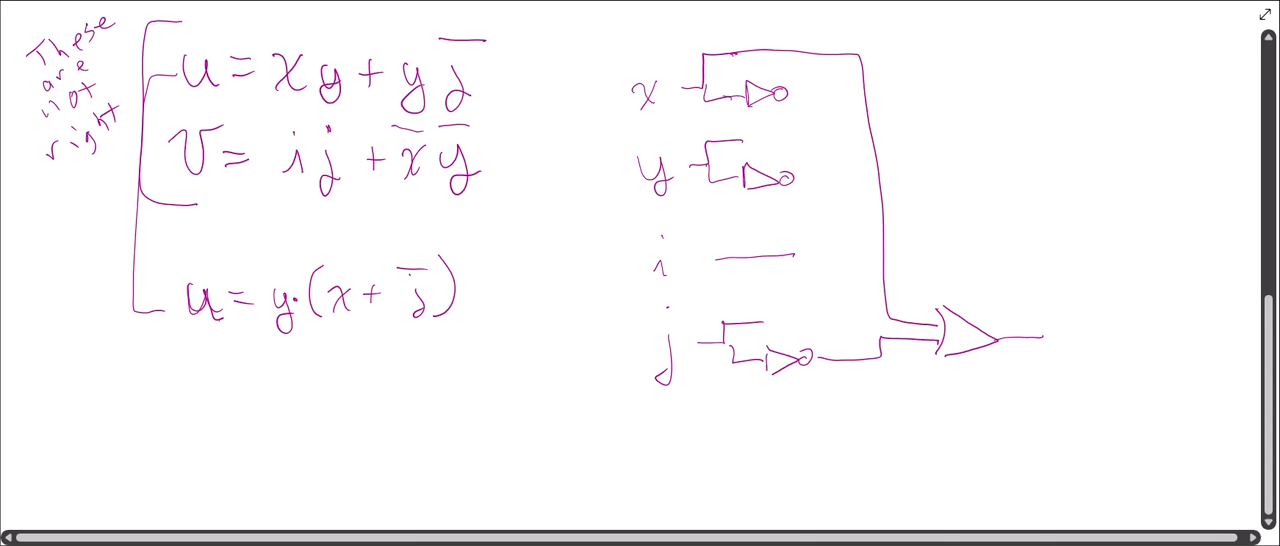 These
are
not
right
u = xy + yj̅
v = ij + x̅ y̅
u = y·(x + j̅)
x
y
i
j